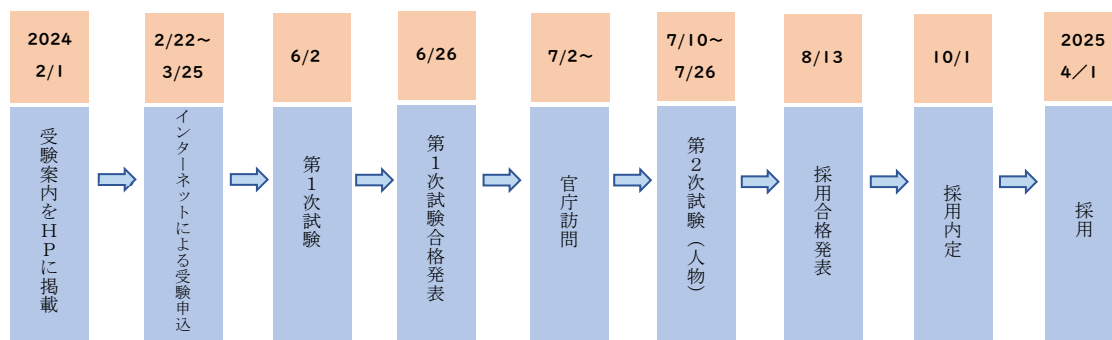 2024
2/1
受験案内をHPに掲載
2/22~
3/25
インターネットによる受験申込
6/2
第1次試験
6/26
第1次試験合格発表
7/2~
官庁訪問
7/10~
7/26
第2次試験(人物)
8/13
採用合格発表
10/1
採用内定
2025
4/1
採用